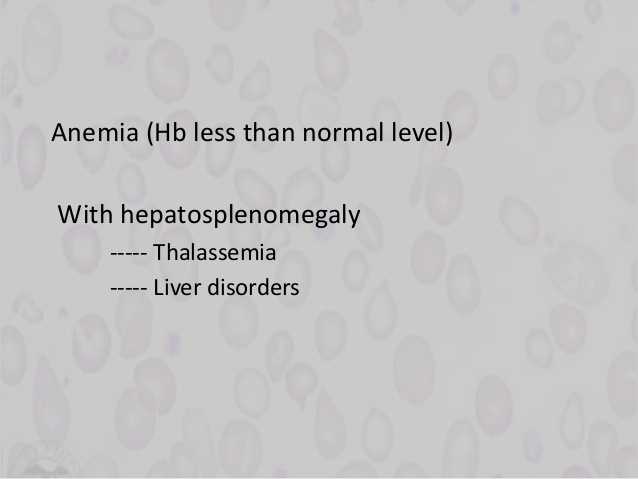 Anemia (Hb less than normal level)
With hepatosplenomegaly
----- Thalassemia
----- Liver disorders